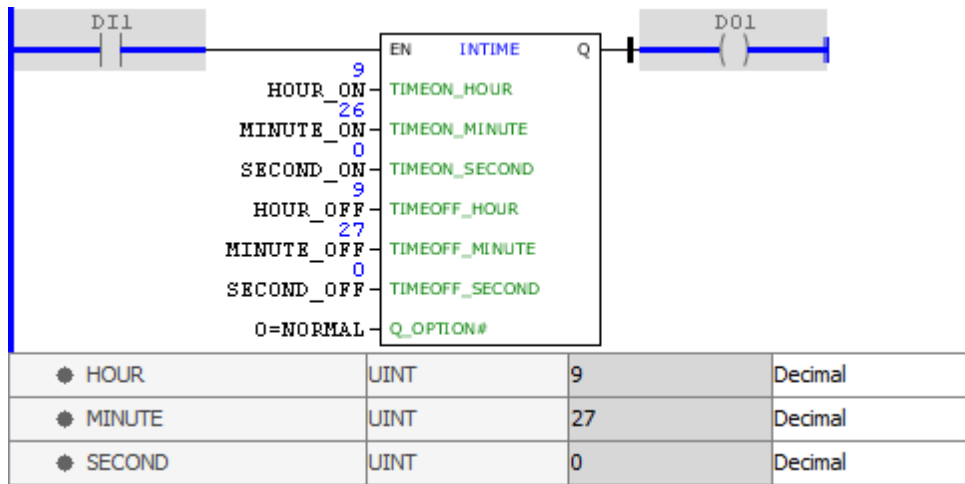 DI1 DO1
EN INTIME Q
9
HOUR_ON TIMEON_HOUR
26
MINUTE_ON TIMEON_MINUTE
0
SECOND_ON TIMEON_SECOND
9
HOUR_OFF TIMEOFF_HOUR
27
MINUTE_OFF TIMEOFF_MINUTE
0
SECOND_OFF TIMEOFF_SECOND
0=NORMAL Q_OPTION#
HOUR UINT 9 Decimal
MINUTE UINT 27 Decimal
SECOND UINT 0 Decimal